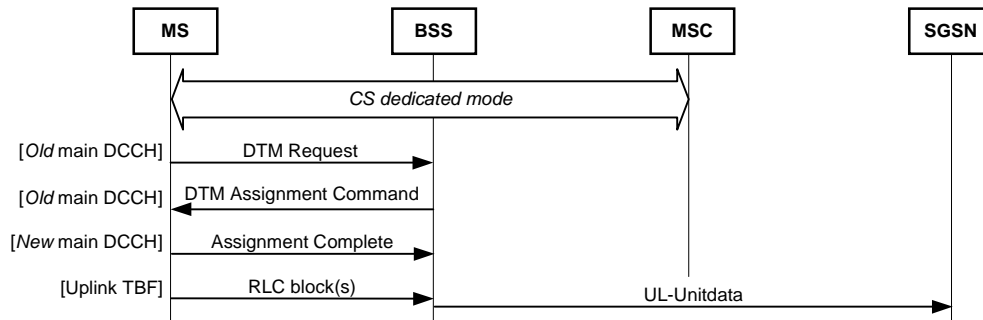 MS BSS MSC SGSN
CS dedicated mode
[Old main DCCH] DTM Request
[Old main DCCH] DTM Assignment Command
[New main DCCH] Assignment Complete
[Uplink TBF] RLC block(s) UL-Unitdata